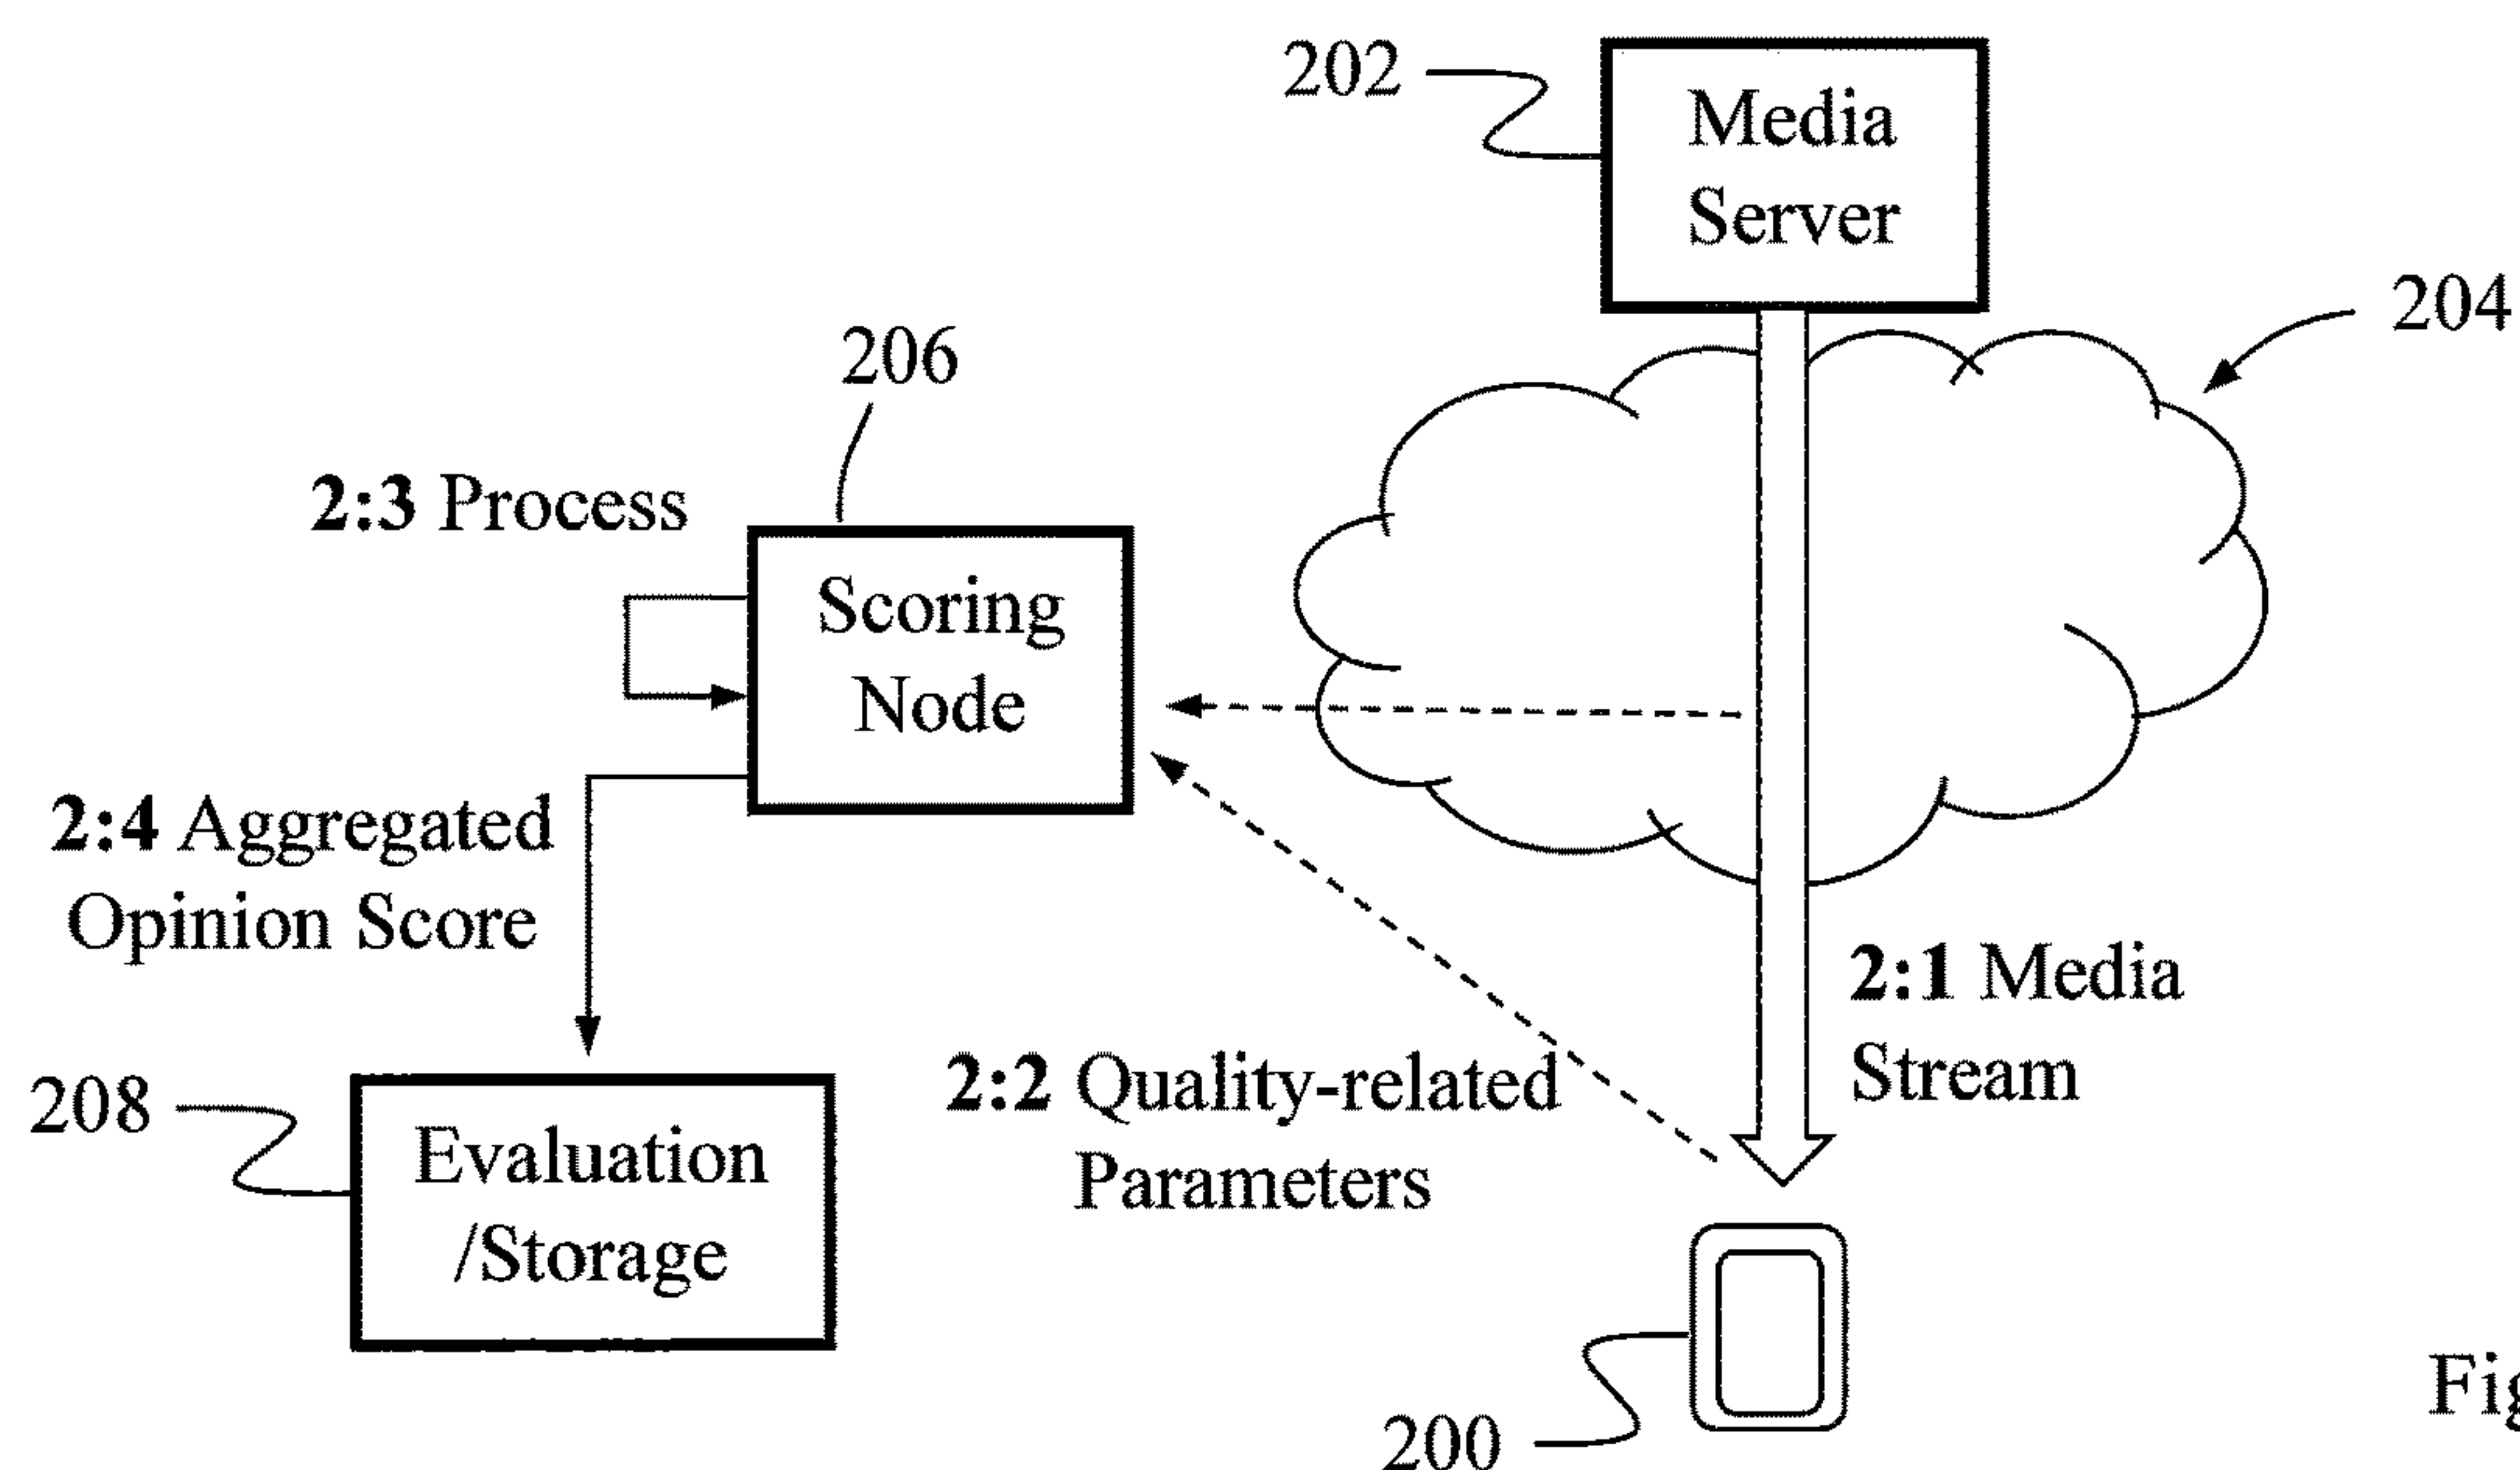 202
Media
Server
204
206
2:3 Process
Scoring
Node
2:4 Aggregated
Opinion Score
2:1 Media
Stream
2:2 Quality-related
Parameters
208
Evaluation
/Storage
200